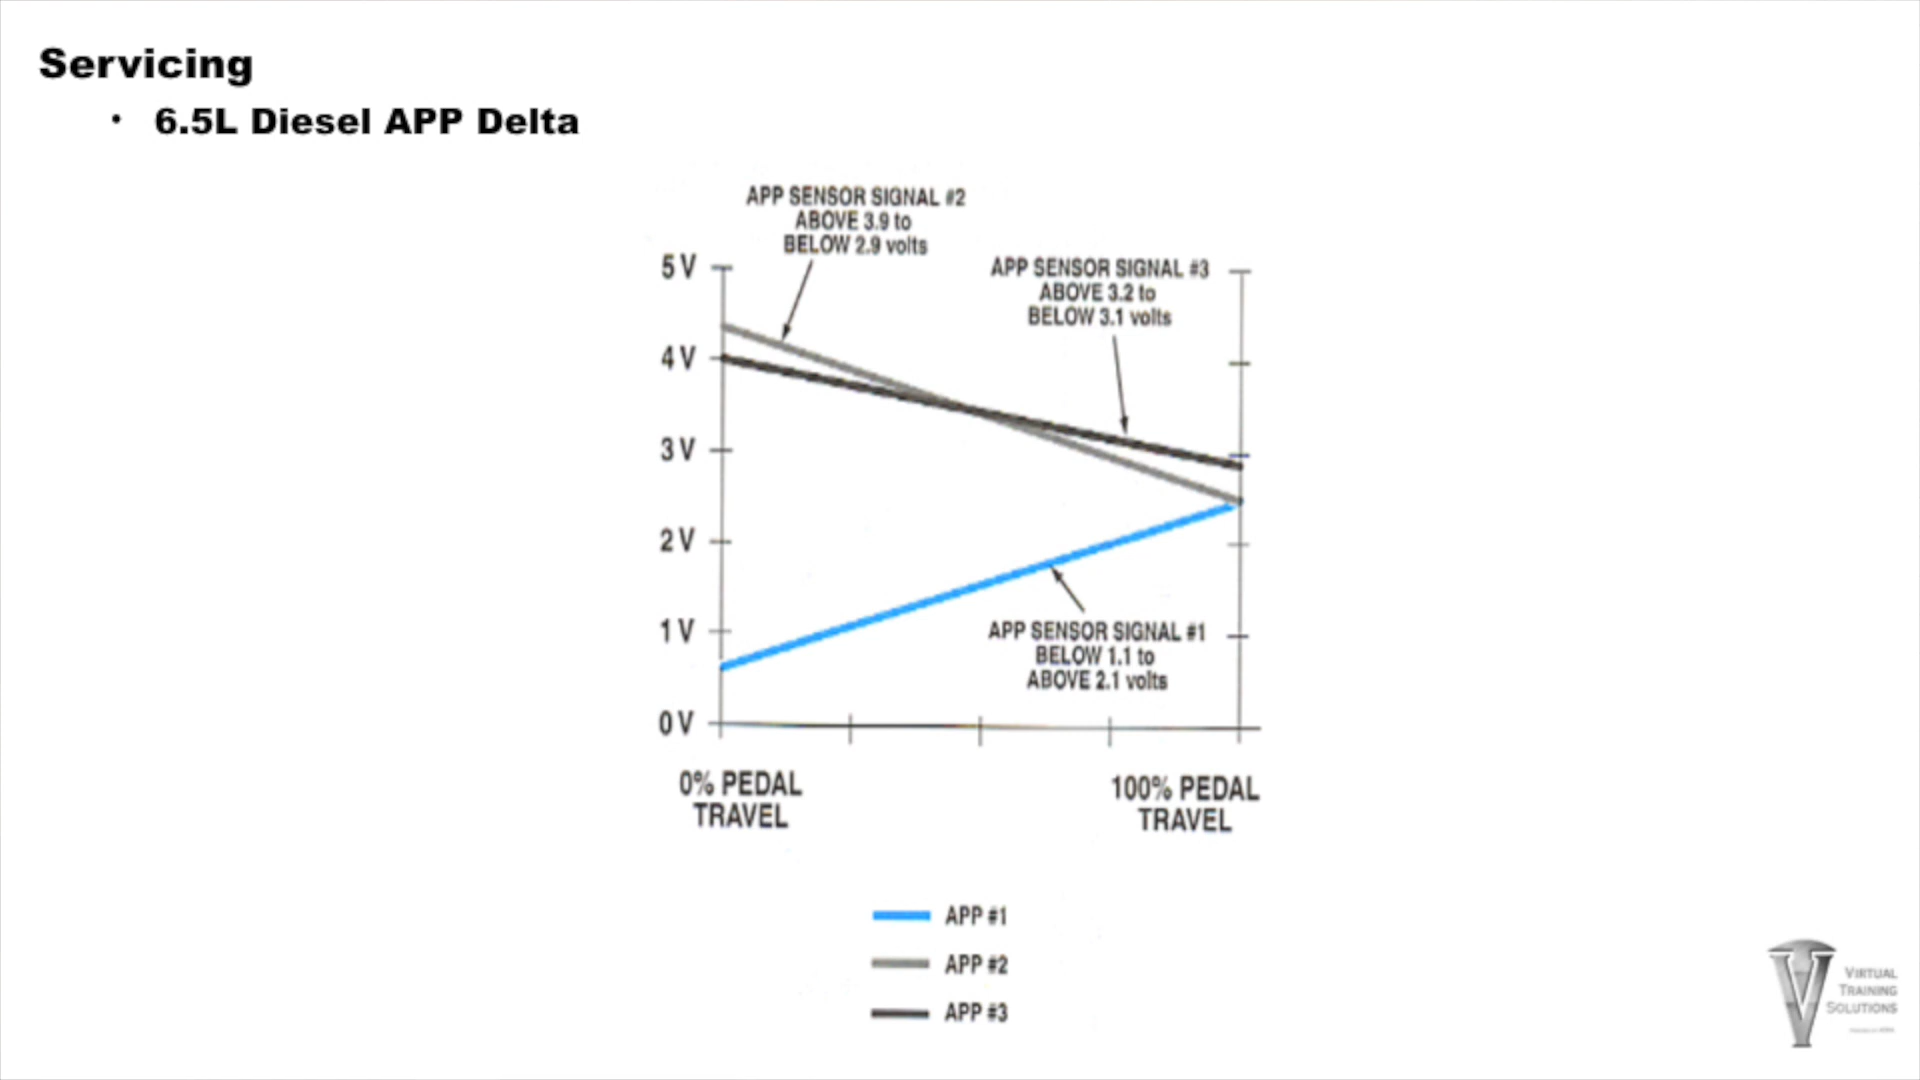 Servicing
• 6.5L Diesel APP Delta
APP SENSOR SIGNAL #2
ABOVE 3.9 to
BELOW 2.9 volts
APP SENSOR SIGNAL #3
ABOVE 3.2 to
BELOW 3.1 volts
5 V
4 V
3 V
2 V
1 V
0 V
APP SENSOR SIGNAL #1
BELOW 1.1 to
ABOVE 2.1 volts
0% PEDAL
TRAVEL
100% PEDAL
TRAVEL
APP #1
APP #2
APP #3
VIRTUAL
TRAINING
SOLUTIONS